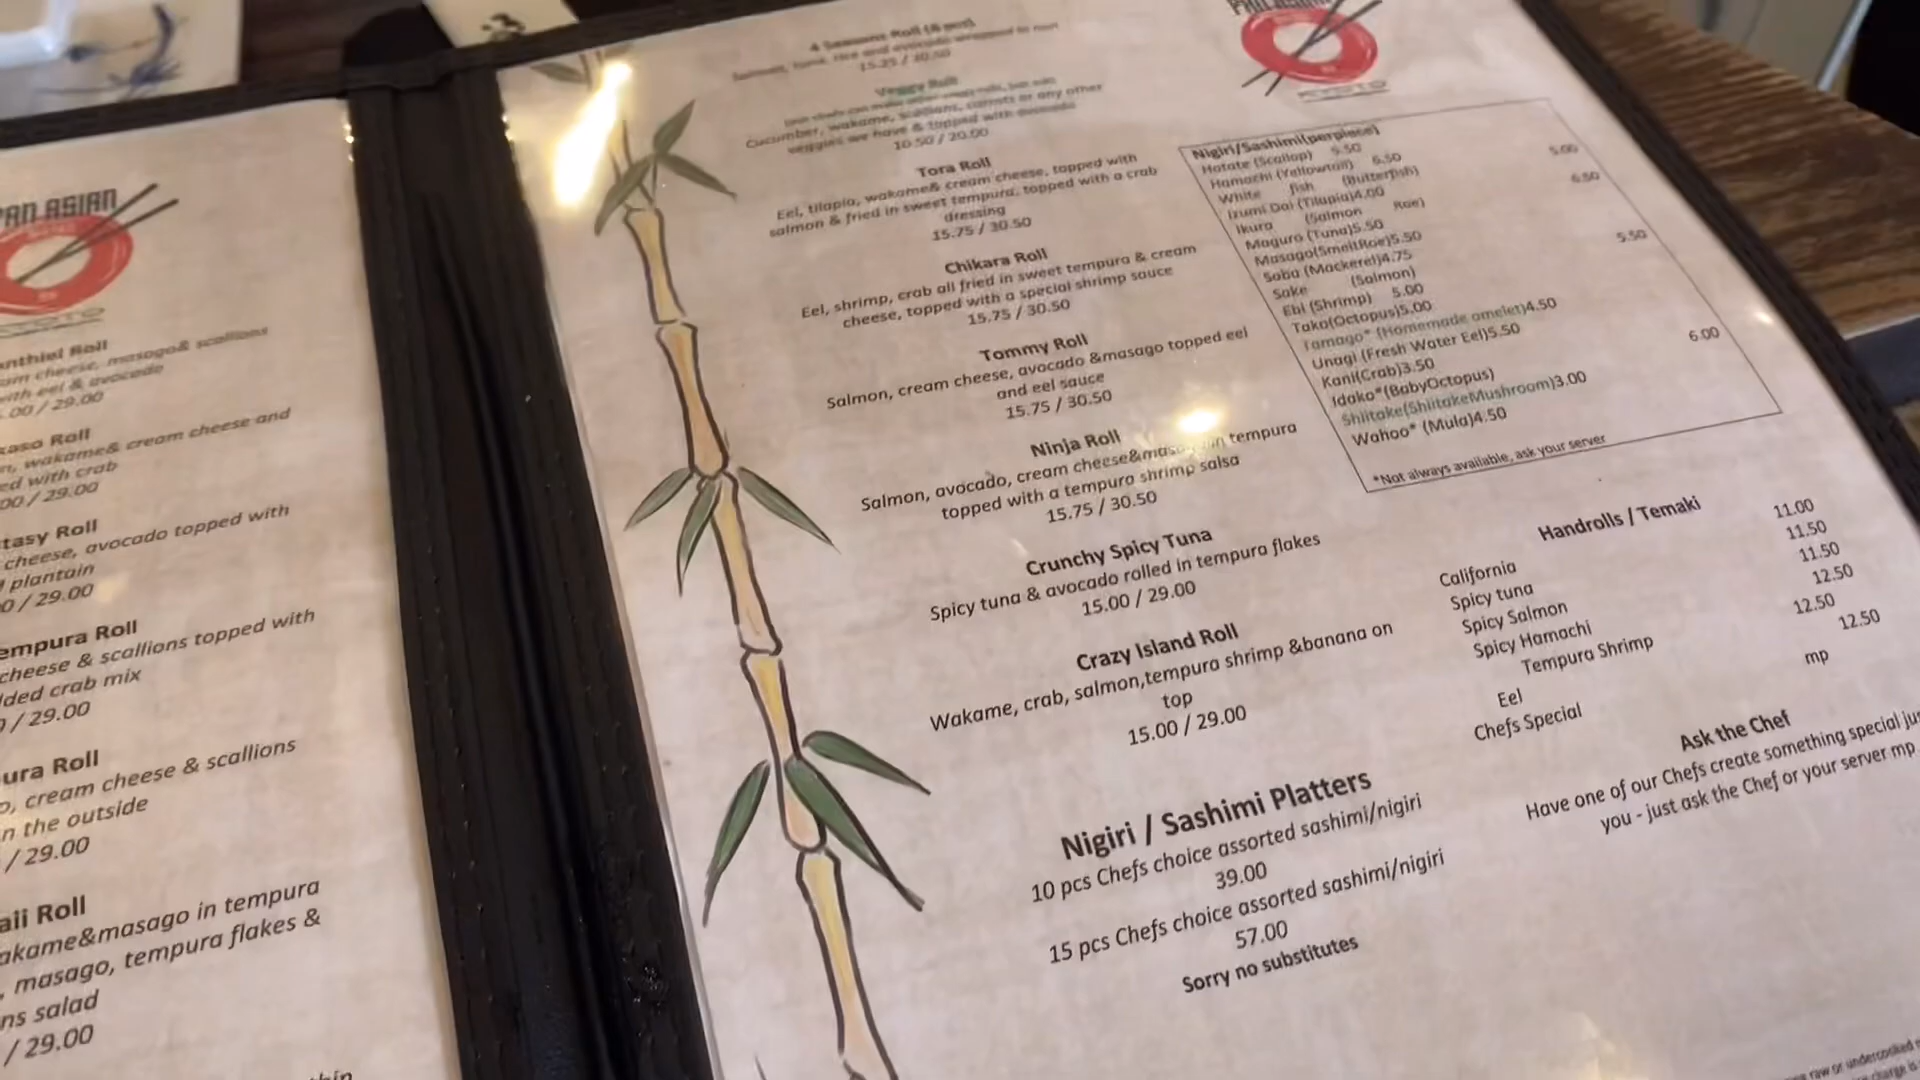 PAN ASIAN
KYOTO
nthiel Roll
am cheese, masago& scallions
with eel & avocado
.00 / 29.00
caso Roll
n, wakame& cream cheese and
ed with crab
00 / 29.00
tasy Roll
cheese, avocado topped with
plantain
0 / 29.00
empura Roll
cheese & scallions topped with
lded crab mix
0 / 29.00
ura Roll
o, cream cheese & scallions
n the outside
/ 29.00
aii Roll
akame&masago in tempura
, masago, tempura flakes &
ns salad
/ 29.00
4 Seasons Roll (8 pcs)
Salmon, tuna, rice and avocado wrapped in nori
15.25 / 30.50
Veggy Roll
Cucumber, wakame, scallions, carrots or any other
veggies we have & topped with avocado
10.50 / 20.00
Tora Roll
Eel, tilapia, wakame& cream cheese, topped with
salmon & fried in sweet tempura, topped with a crab
dressing
15.75 / 30.50
Chikara Roll
Eel, shrimp, crab all fried in sweet tempura & cream
cheese, topped with a special shrimp sauce
15.75 / 30.50
Tommy Roll
Salmon, cream cheese, avocado &masago topped eel
and eel sauce
15.75 / 30.50
Ninja Roll
Salmon, avocado, cream cheese&masago in tempura
topped with a tempura shrimp salsa
15.75 / 30.50
Crunchy Spicy Tuna
Spicy tuna & avocado rolled in tempura flakes
15.00 / 29.00
Crazy Island Roll
Wakame, crab, salmon,tempura shrimp &banana on
top
15.00 / 29.00
Nigiri / Sashimi Platters
10 pcs Chefs choice assorted sashimi/nigiri
39.00
15 pcs Chefs choice assorted sashimi/nigiri
57.00
Sorry no substitutes
PAN ASIAN
KYOTO
Nigiri/Sashimi(perpiece)
Hotate (Scallop) 5.50
Hamachi (Yellowtail) 6.50
White fish (Butterfish) 5.00
Izumi Dai (Tilapia)4.00
Ikura (Salmon Roe) 6.50
Maguro (Tuna)5.50
Masago(SmeltRoe)5.50
Saba (Mackerel)4.75
Sake (Salmon) 5.50
Ebi (Shrimp) 5.00
Tako(Octopus)5.00
Tamago* (Homemade omelet)4.50
Unagi (Fresh Water Eel)5.50
Kani(Crab)3.50
Idako*(BabyOctopus) 6.00
Shiitake(ShiitakeMushroom)3.00
Wahoo* (Mula)4.50
*Not always available, ask your server
Handrolls / Temaki
California 11.00
Spicy tuna 11.50
Spicy Salmon 11.50
Spicy Hamachi 12.50
Tempura Shrimp 12.50
Eel 12.50
Chefs Special mp
Ask the Chef
Have one of our Chefs create something special jus
you - just ask the Chef or your server mp
raw or undercooked
charge is